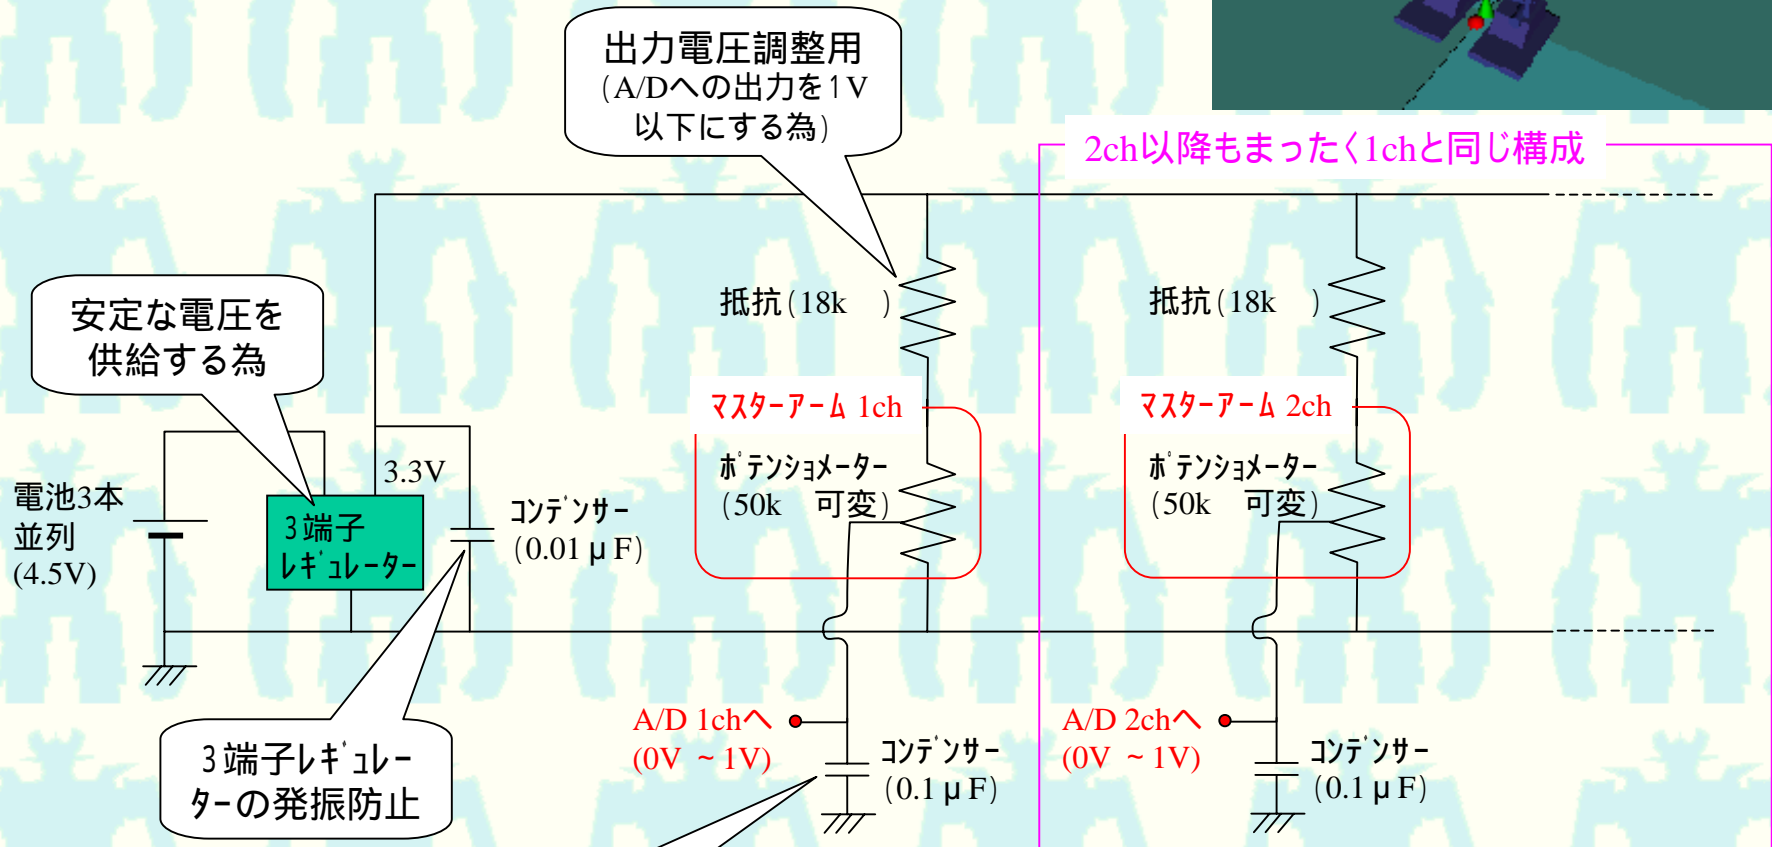 出力電圧調整用
(A/Dへの出力を1V
以下にする為)
2ch以降もまったく1chと同じ構成
安定な電圧を
供給する為
抵抗(18k　)
抵抗(18k　)
マスターアーム 1ch
マスターアーム 2ch
ポテンショメーター
(50k　可変)
ポテンショメーター
(50k　可変)
3.3V
電池3本
並列
(4.5V)
3端子
レギュレーター
コンデンサー
(0.01μF)
A/D 1chへ
(0V ~ 1V)
A/D 2chへ
(0V ~ 1V)
コンデンサー
(0.1μF)
コンデンサー
(0.1μF)
3端子レギュレー
ターの発振防止